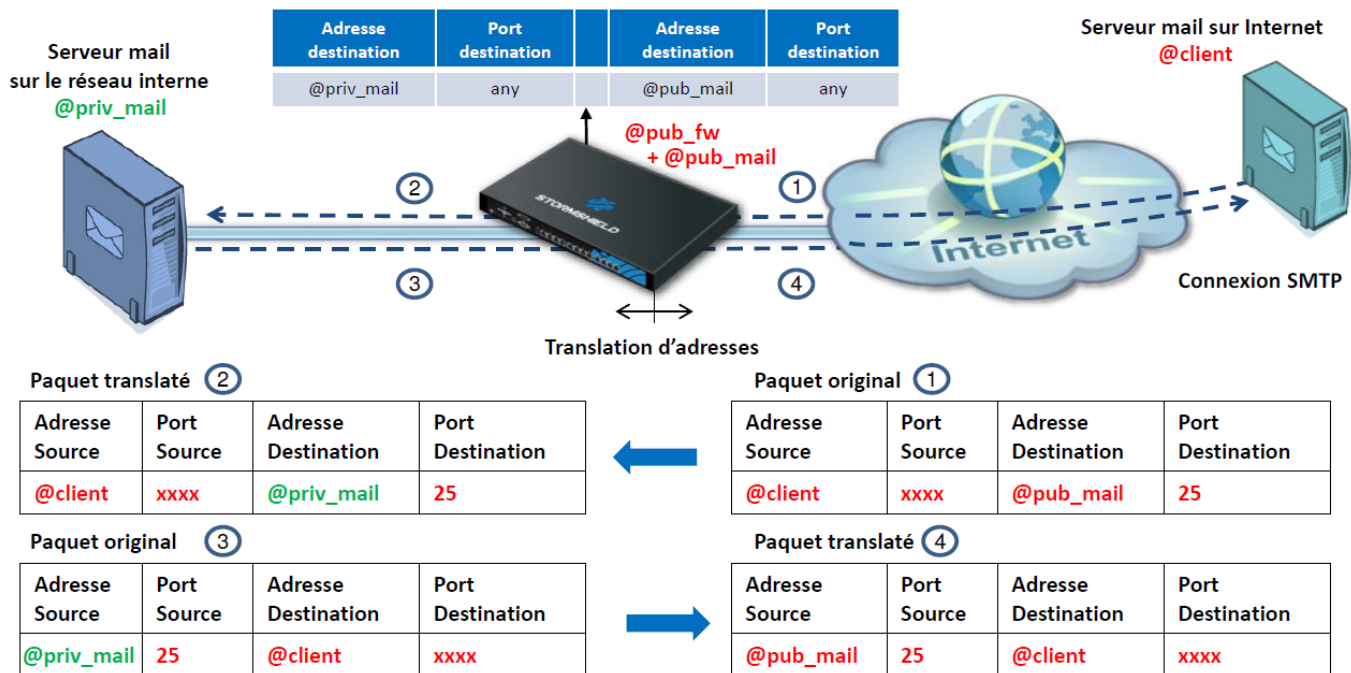 Serveur mail
sur le réseau interne
@priv_mail
Adresse destination | Port destination | | Adresse destination | Port destination
@priv_mail | any | | @pub_mail | any
Serveur mail sur Internet
@client
@pub_fw
+ @pub_mail
2
1
STORMSHIELD
Internet
3
4
Connexion SMTP
Translation d'adresses
Paquet translaté 2
Adresse Source | Port Source | Adresse Destination | Port Destination
@client | xxxx | @priv_mail | 25
Paquet original 1
Adresse Source | Port Source | Adresse Destination | Port Destination
@client | xxxx | @pub_mail | 25
Paquet original 3
Adresse Source | Port Source | Adresse Destination | Port Destination
@priv_mail | 25 | @client | xxxx
Paquet translaté 4
Adresse Source | Port Source | Adresse Destination | Port Destination
@pub_mail | 25 | @client | xxxx